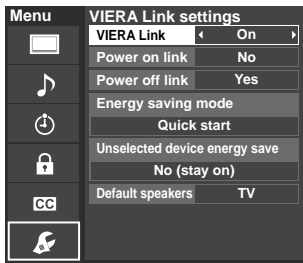 Menu
VIERA Link settings
VIERA Link On
Power on link No
Power off link Yes
Energy saving mode
Quick start
Unselected device energy save
No (stay on)
CC
Default speakers TV